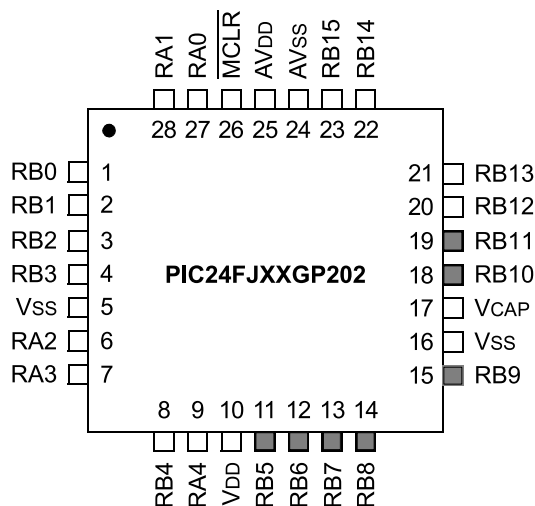 RA1 RA0 MCLR AVDD AVSS RB15 RB14
28 27 26 25 24 23 22
RB0 1 21 RB13
RB1 2 20 RB12
RB2 3 19 RB11
RB3 4 PIC24FJXXGP202 18 RB10
VSS 5 17 VCAP
RA2 6 16 VSS
RA3 7 15 RB9
8 9 10 11 12 13 14
RB4 RA4 VDD RB5 RB6 RB7 RB8